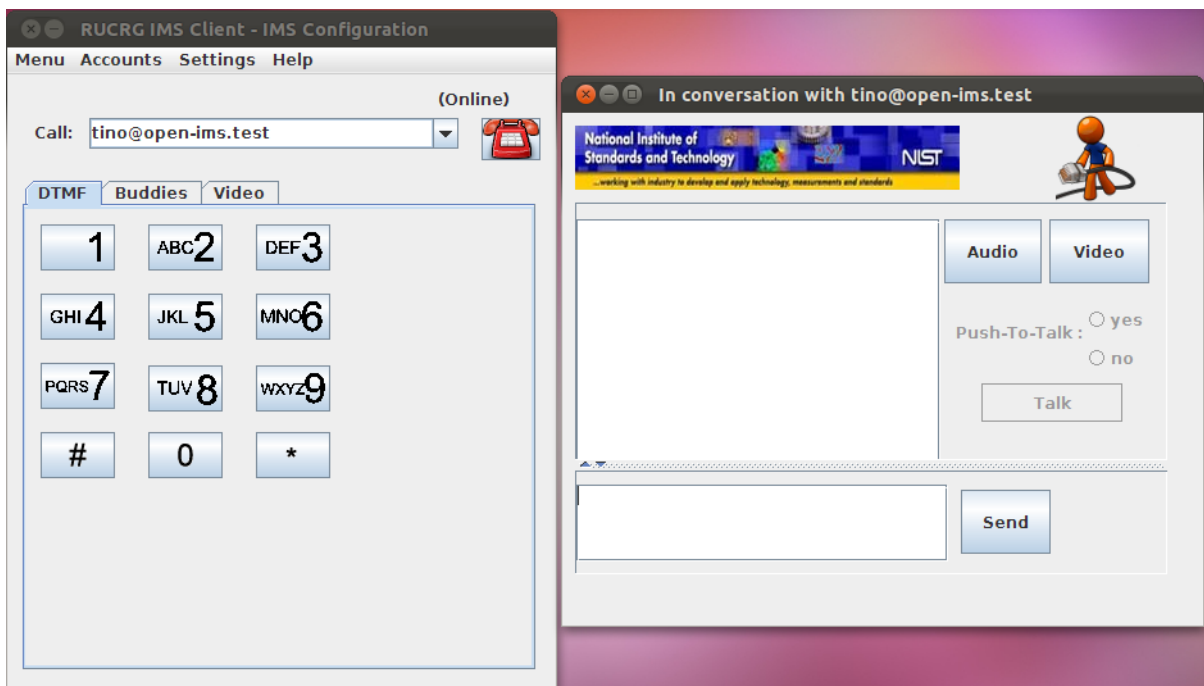 RUCRG IMS Client - IMS Configuration
Menu Accounts Settings Help
(Online)
Call: tino@open-ims.test
DTMF Buddies Video
1 ABC2 DEF3
GHI4 JKL5 MNO6
PQRS7 TUV8 WXYZ9
# 0 *
In conversation with tino@open-ims.test
National Institute of
Standards and Technology
NIST
...working with industry to develop and apply technology, measurements and standards
Audio Video
Push-To-Talk : yes
no
Talk
Send